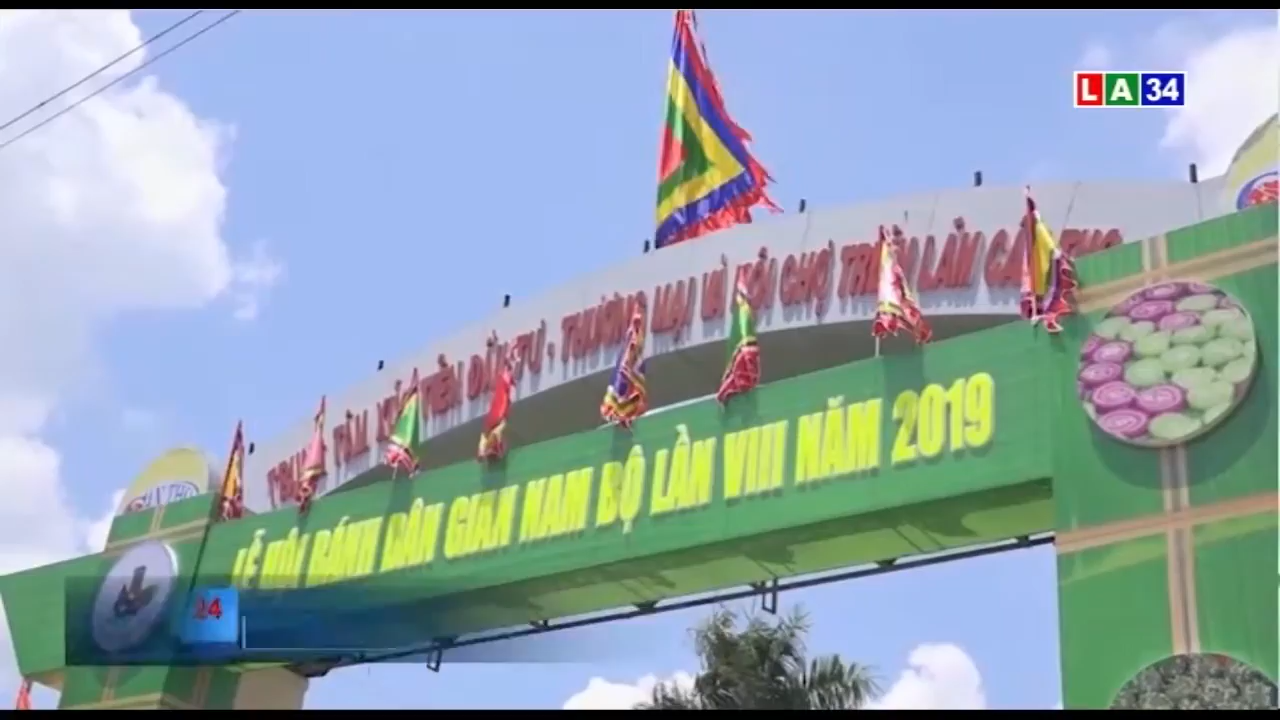 LA34
TRUNG TÂM XÚC TIẾN ĐẦU TƯ - THƯƠNG MẠI VÀ HỘI CHỢ TRIỂN LÃM CẦN THƠ
LỄ HỘI BÁNH DÂN GIAN NAM BỘ LẦN VIII NĂM 2019
24